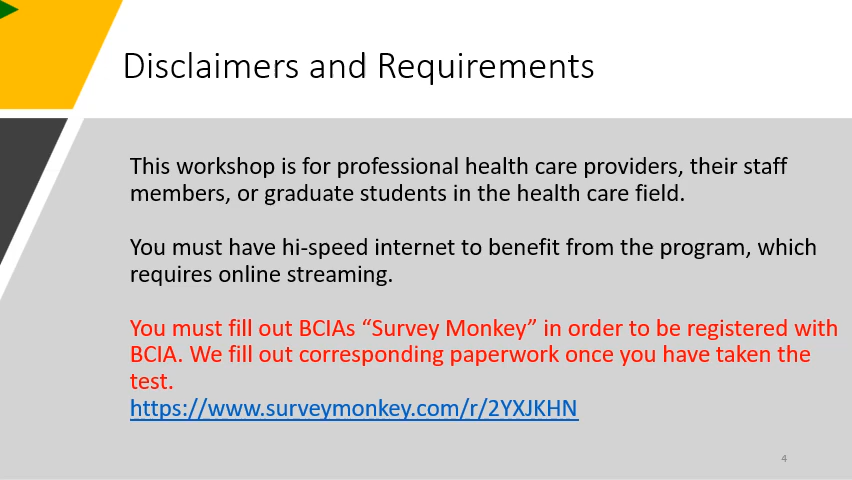 Disclaimers and Requirements
This workshop is for professional health care providers, their staff
members, or graduate students in the health care field.
You must have hi-speed internet to benefit from the program, which
requires online streaming.
You must fill out BCIAs “Survey Monkey” in order to be registered with
BCIA. We fill out corresponding paperwork once you have taken the
test.
https://www.surveymonkey.com/r/2YXJKHN
4